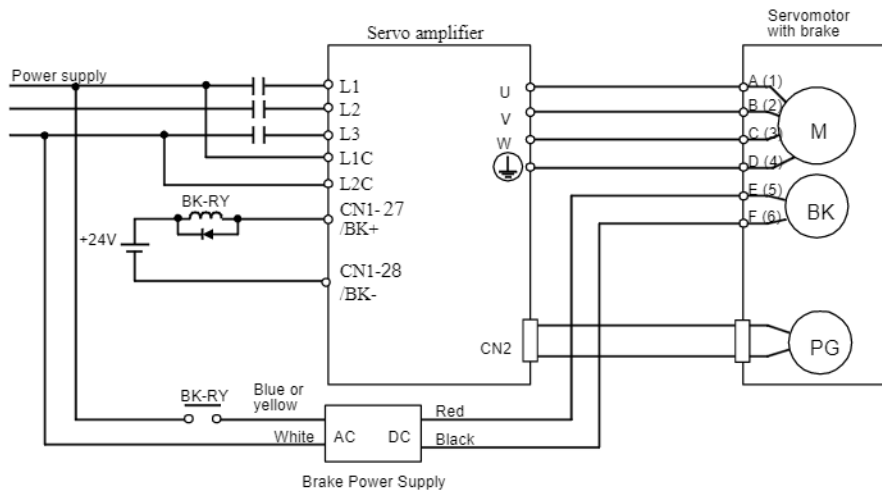 Servomotor
with brake
Servo amplifier
Power supply
L1
L2
L3
L1C
L2C
U
V
W
A (1)
B (2)
C (3)
D (4)
M
BK-RY
CN1-27
/BK+
+24V
CN1-28
/BK-
E (5)
F (6)
BK
CN2
PG
BK-RY
Blue or
yellow
White
AC
DC
Red
Black
Brake Power Supply